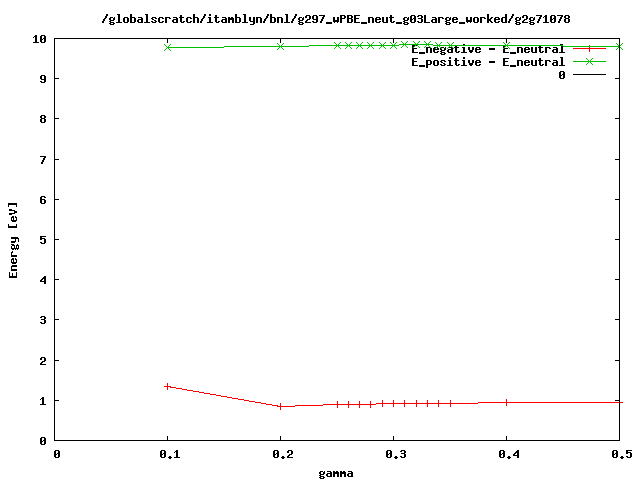 /globalscratch/itamblyn/bnl/g297_wPBE_neut_g03Large_worked/g2g71078
E_negative - E_neutral
E_positive - E_neutral
0
Energy [eV]
10
9
8
7
6
5
4
3
2
1
0
0 0.1 0.2 0.3 0.4 0.5
gamma